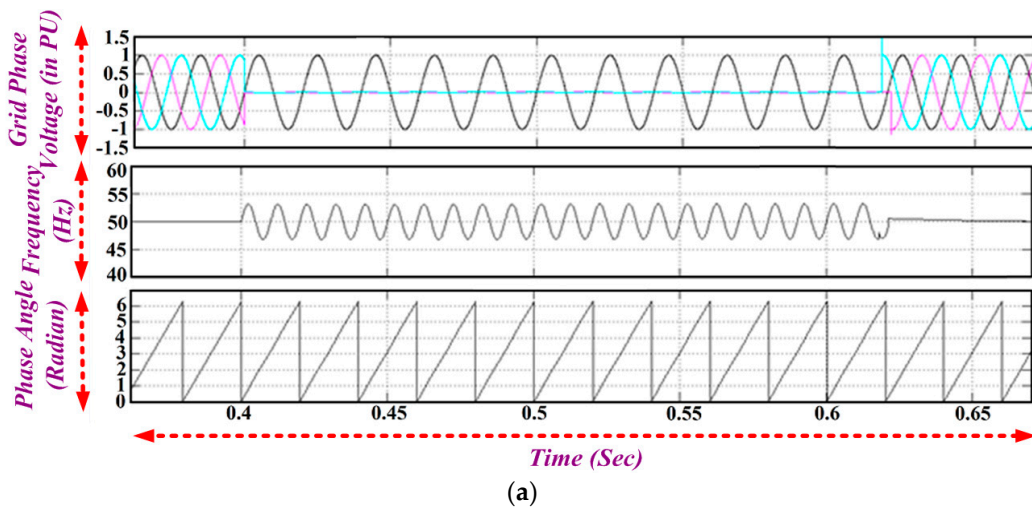 Grid Phase
Voltage (in PU)
1.5
1
0.5
0
-0.5
-1
-1.5
Frequency
(Hz)
60
55
50
45
40
Phase Angle
(Radian)
6
5
4
3
2
1
0
0.4 0.45 0.5 0.55 0.6 0.65
Time (Sec)
(a)